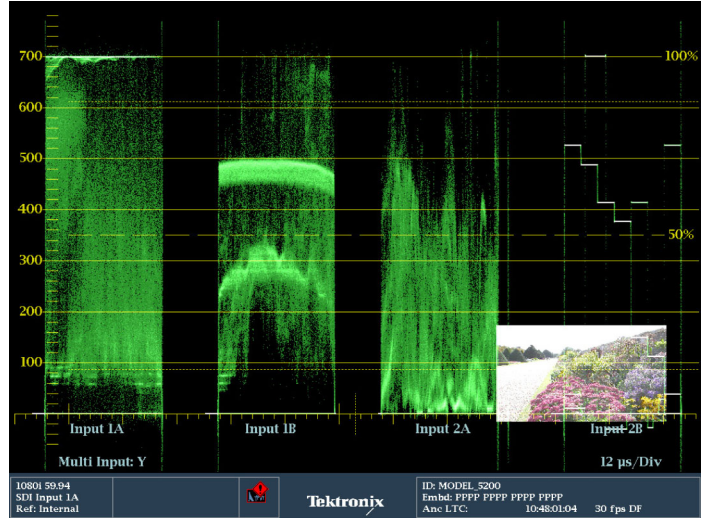 700
100%
600
500
400
50%
300
200
100
Input 1A
Input 1B
Input 2A
Input 2B
Multi Input: Y
12 µs/Div
1080i 59.94
SDI Input 1A
Ref: Internal
Tektronix
ID: MODEL_5200
Embd: PPPP PPPP PPPP PPPP
Anc LTC: 10:48:01:04 30 fps DF